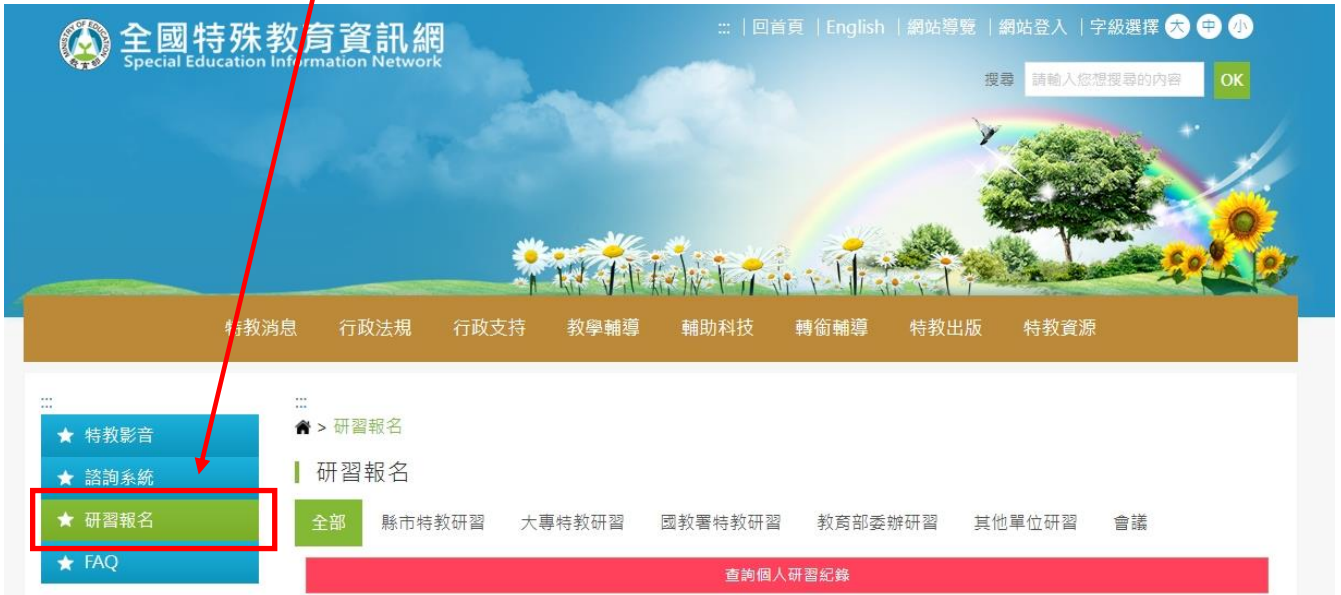 ::: | 回首頁 | English | 網站導覽 | 網站登入 | 字級選擇 大 中 小
全國特殊教育資訊網
Special Education Information Network
MINISTRY OF EDUCATION
教育部
搜尋 請輸入您想搜尋的內容 OK
特教消息 行政法規 行政支持 教學輔導 輔助科技 轉銜輔導 特教出版 特教資源
:::
★ 特教影音
★ 諮詢系統
★ 研習報名
★ FAQ
:::
> 研習報名
研習報名
全部 縣市特教研習 大專特教研習 國教署特教研習 教育部委辦研習 其他單位研習 會議
查詢個人研習紀錄